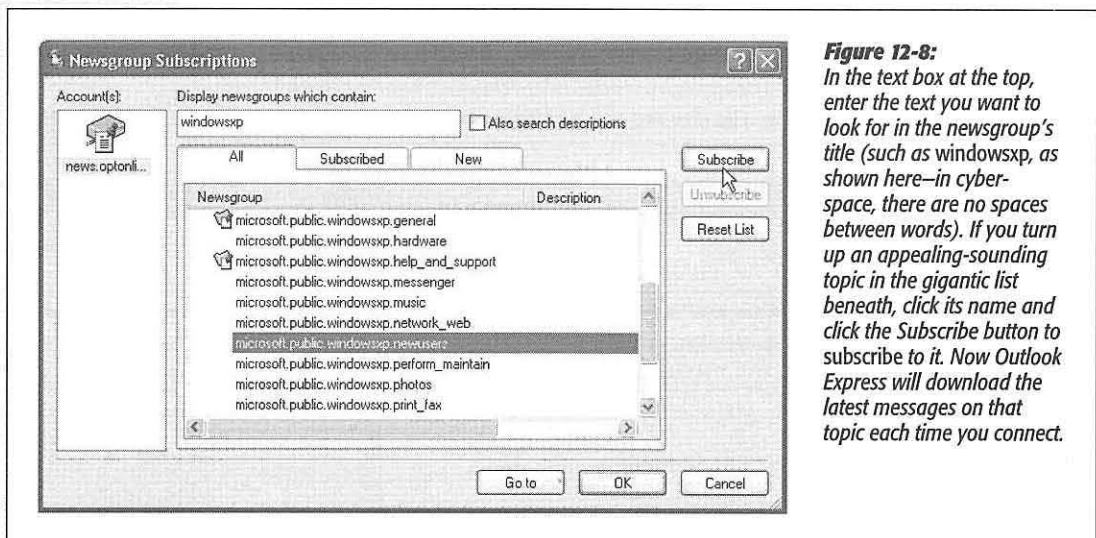 Newsgroup Subscriptions
Account(s):
Display newsgroups which contain:
windowsxp
Also search descriptions
news.optonli...
All
Subscribed
New
Subscribe
Unsubscribe
Reset List
Newsgroup
Description
microsoft.public.windowsxp.general
microsoft.public.windowsxp.hardware
microsoft.public.windowsxp.help_and_support
microsoft.public.windowsxp.messenger
microsoft.public.windowsxp.music
microsoft.public.windowsxp.network_web
microsoft.public.windowsxp.newusers
microsoft.public.windowsxp.perform_maintain
microsoft.public.windowsxp.photos
microsoft.public.windowsxp.print_fax
Go to
OK
Cancel
Figure 12-8:
In the text box at the top,
enter the text you want to
look for in the newsgroup's
title (such as windowsxp, as
shown here—in cyber-
space, there are no spaces
between words). If you turn
up an appealing-sounding
topic in the gigantic list
beneath, click its name and
click the Subscribe button to
subscribe to it. Now Outlook
Express will download the
latest messages on that
topic each time you connect.